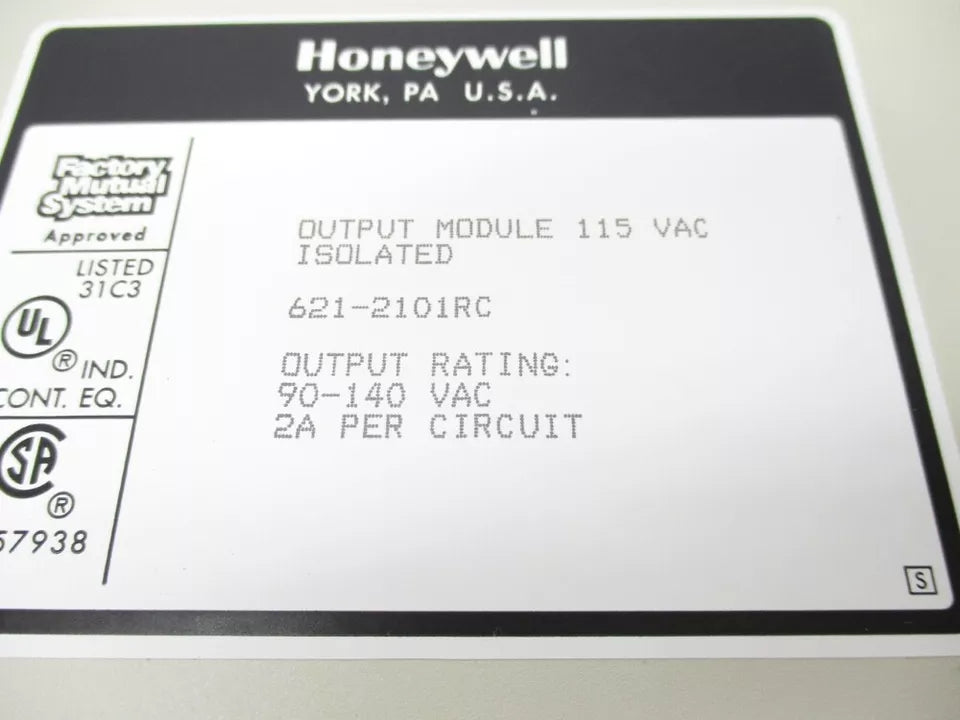 Honeywell
YORK, PA U.S.A.
Factory
Mutual
System
Approved
LISTED
31C3
UL
® IND.
CONT. EQ.
SA
®
57938
OUTPUT MODULE 115 VAC
ISOLATED
621-2101RC
OUTPUT RATING:
90-140 VAC
2A PER CIRCUIT
S